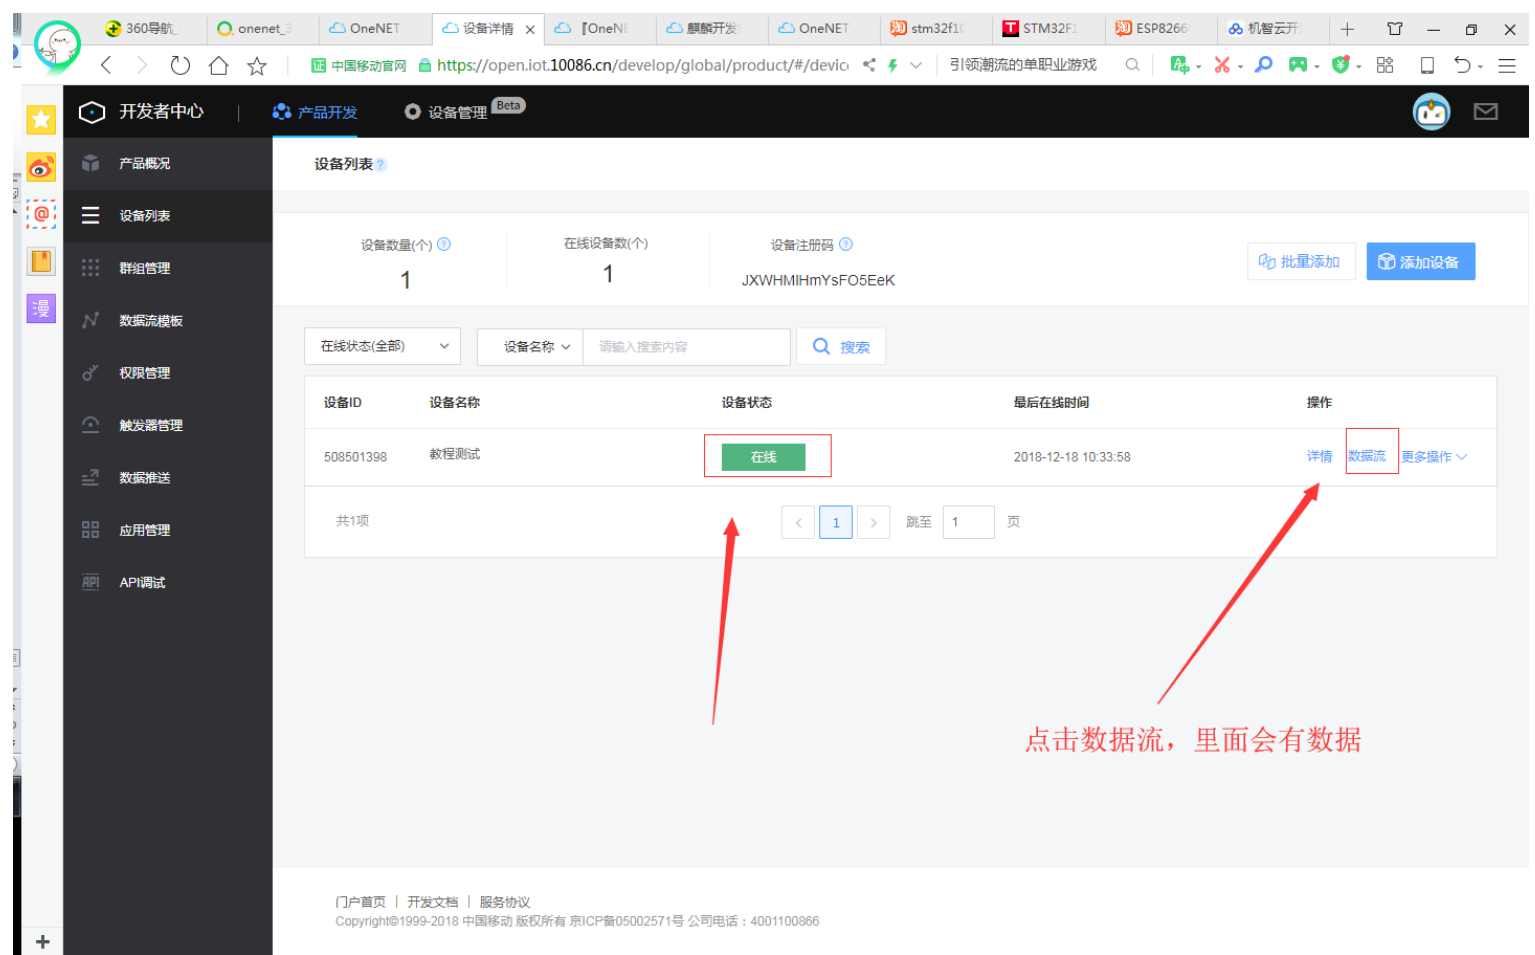 360导航_
onenet_3
OneNET
设备详情
『OneNE
麒麟开发
OneNET
stm32f10
STM32F1
ESP8266
机智云开
证 中国移动官网
https://open.iot.10086.cn/develop/global/product/#/devic
引领潮流的单职业游戏
开发者中心
产品开发
设备管理 Beta
产品概况
设备列表
群组管理
数据流模板
权限管理
触发器管理
数据推送
应用管理
API调试
设备列表
设备数量(个)
1
在线设备数(个)
1
设备注册码
JXWHMIHmYsFO5EeK
批量添加
添加设备
在线状态(全部)
设备名称
请输入搜索内容
搜索
设备ID
设备名称
设备状态
最后在线时间
操作
508501398
教程测试
在线
2018-12-18 10:33:58
详情
数据流
更多操作
共1项
< 1 >
跳至 1 页
点击数据流，里面会有数据
门户首页 | 开发文档 | 服务协议
Copyright©1999-2018 中国移动 版权所有 京ICP备05002571号 公司电话：4001100866